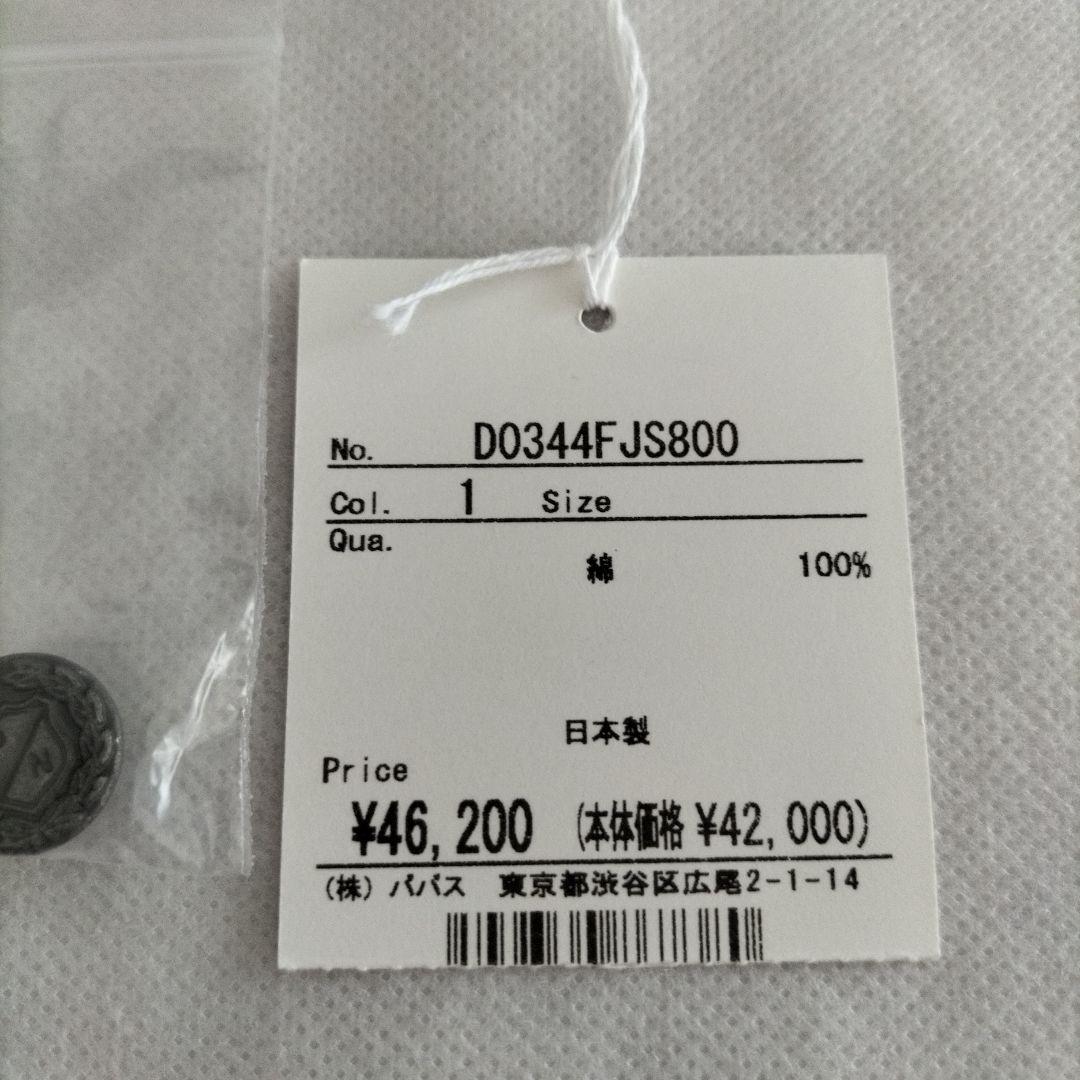 No. D0344FJS800
Col. 1 Size
Qua.
綿 100%
日本製
Price
¥46,200 (本体価格 ¥42,000)
(株) パパス 東京都渋谷区広尾2-1-14